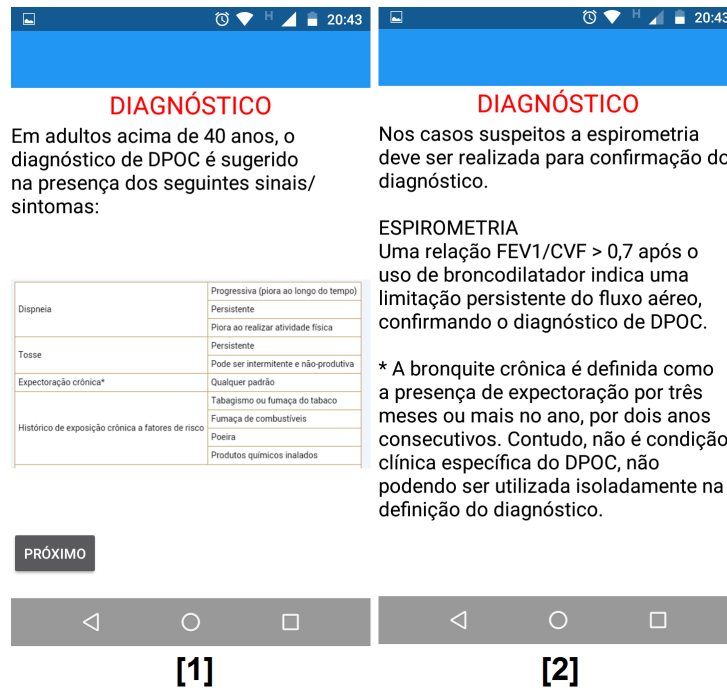 H 20:43
DIAGNÓSTICO
Em adultos acima de 40 anos, o
diagnóstico de DPOC é sugerido
na presença dos seguintes sinais/
sintomas:
Dispneia
Progressiva (piora ao longo do tempo)
Persistente
Piora ao realizar atividade física
Tosse
Persistente
Pode ser intermitente e não-produtiva
Expectoração crônica*
Qualquer padrão
Histórico de exposição crônica a fatores de risco
Tabagismo ou fumaça do tabaco
Fumaça de combustíveis
Poeira
Produtos químicos inalados
PRÓXIMO
[1]
H 20:43
DIAGNÓSTICO
Nos casos suspeitos a espirometria
deve ser realizada para confirmação do
diagnóstico.
ESPIROMETRIA
Uma relação FEV1/CVF > 0,7 após o
uso de broncodilatador indica uma
limitação persistente do fluxo aéreo,
confirmando o diagnóstico de DPOC.
* A bronquite crônica é definida como
a presença de expectoração por três
meses ou mais no ano, por dois anos
consecutivos. Contudo, não é condição
clínica específica do DPOC, não
podendo ser utilizada isoladamente na
definição do diagnóstico.
[2]